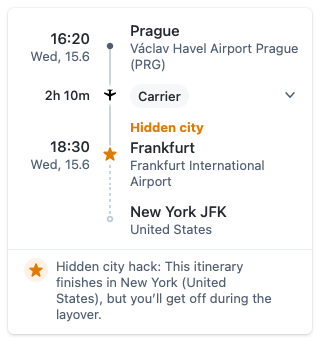 16:20 Prague
Wed, 15.6 Václav Havel Airport Prague
(PRG)
2h 10m Carrier
Hidden city
18:30 Frankfurt
Wed, 15.6 Frankfurt International
Airport
New York JFK
United States
Hidden city hack: This itinerary
finishes in New York (United
States), but you’ll get off during the
layover.